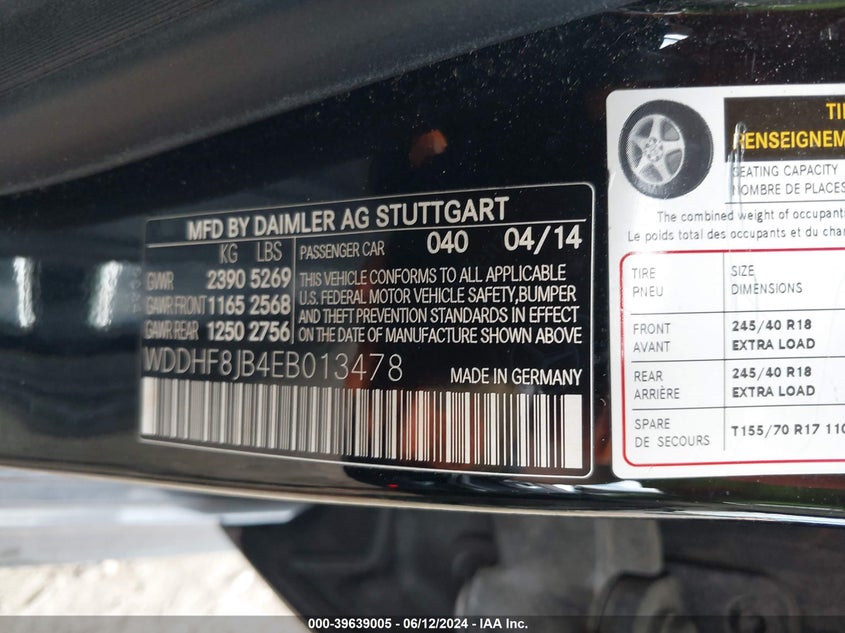 MFD BY DAIMLER AG STUTTGART
KG LBS PASSENGER CAR 040 04/14
GVWR 2390 5269
GAWR FRONT 1165 2568
GAWR REAR 1250 2756
THIS VEHICLE CONFORMS TO ALL APPLICABLE
U.S. FEDERAL MOTOR VEHICLE SAFETY,BUMPER
AND THEFT PREVENTION STANDARDS IN EFFECT
ON THE DATE OF MANUFACTURE SHOWN ABOVE
WDDHF8JB4EB013478 MADE IN GERMANY
SEATING CAPACITY
NOMBRE DE PLACES
The combined weight of
Le poids total des occupants et du
TIRE SIZE
PNEU DIMENSIONS
FRONT 245/40 R18
AVANT EXTRA LOAD
REAR 245/40 R18
ARRIÈRE EXTRA LOAD
SPARE
DE SECOURS T155/70 R17
000-39639005 - 06/12/2024 - IAA Inc.